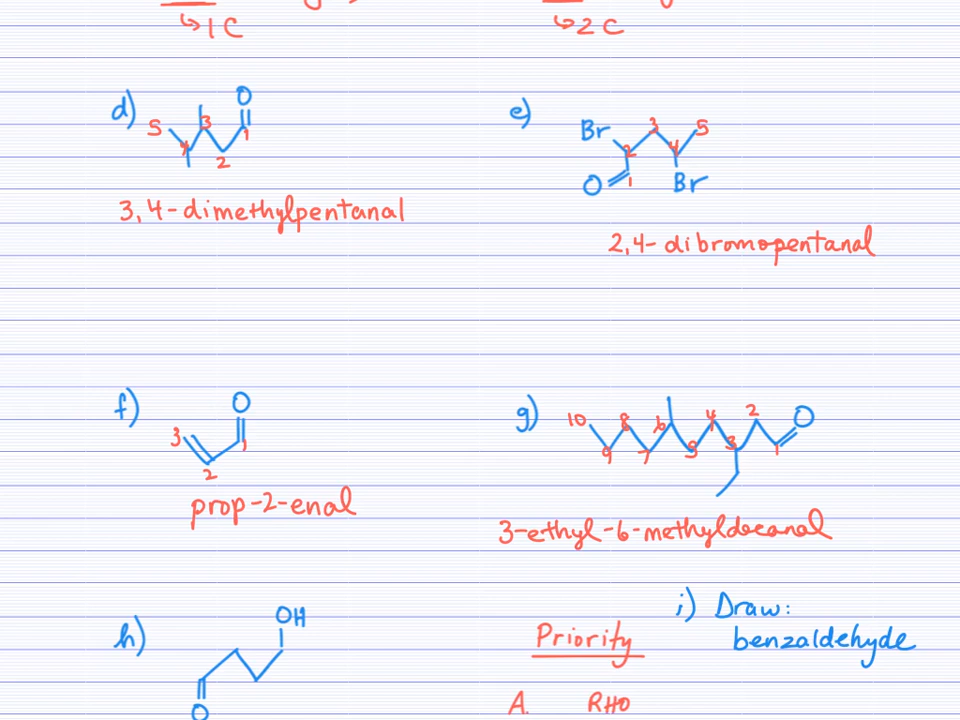 ↳1 C
↳2 C
d)
O
5
3
1
4
2
3,4-dimethylpentanal
e)
Br
3
5
2
4
O
1
Br
2,4-dibromopentanal
f)
O
3
1
2
prop-2-enal
g)
10
8
6
4
2
O
9
7
5
3
1
3-ethyl-6-methyldecanal
h)
OH
O
Priority
A. RHO
i) Draw:
benzaldehyde